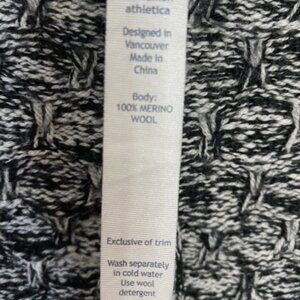 athletica
Designed in
Vancouver
Made in
China
Body:
100% MERINO
WOOL
Exclusive of trim
Wash separately
in cold water
Use wool
detergent